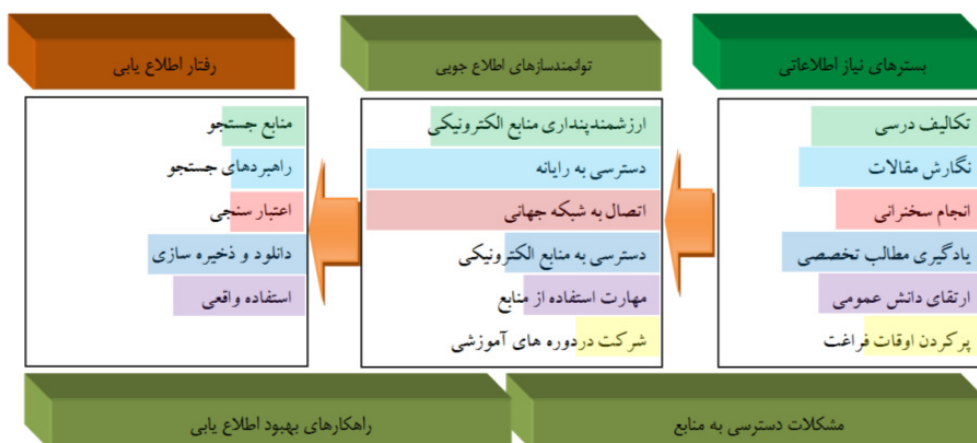 بسترهای نیاز اطلاعاتی
تکالیف درسی
نگارش مقالات
انجام سخنرانی
یادگیری مطالب تخصصی
ارتقای دانش عمومی
پرکردن اوقات فراغت
توانمندسازهای اطلاع جویی
ارزشمندپنداری منابع الکترونیکی
دسترسی به رایانه
اتصال به شبکه جهانی
دسترسی به منابع الکترونیکی
مهارت استفاده از منابع
شرکت دردوره های آموزشی
رفتار اطلاع یابی
منابع جستجو
راهبردهای جستجو
اعتبار سنجی
دانلود و ذخیره سازی
استفاده واقعی
مشکلات دسترسی به منابع
راهکارهای بهبود اطلاع یابی